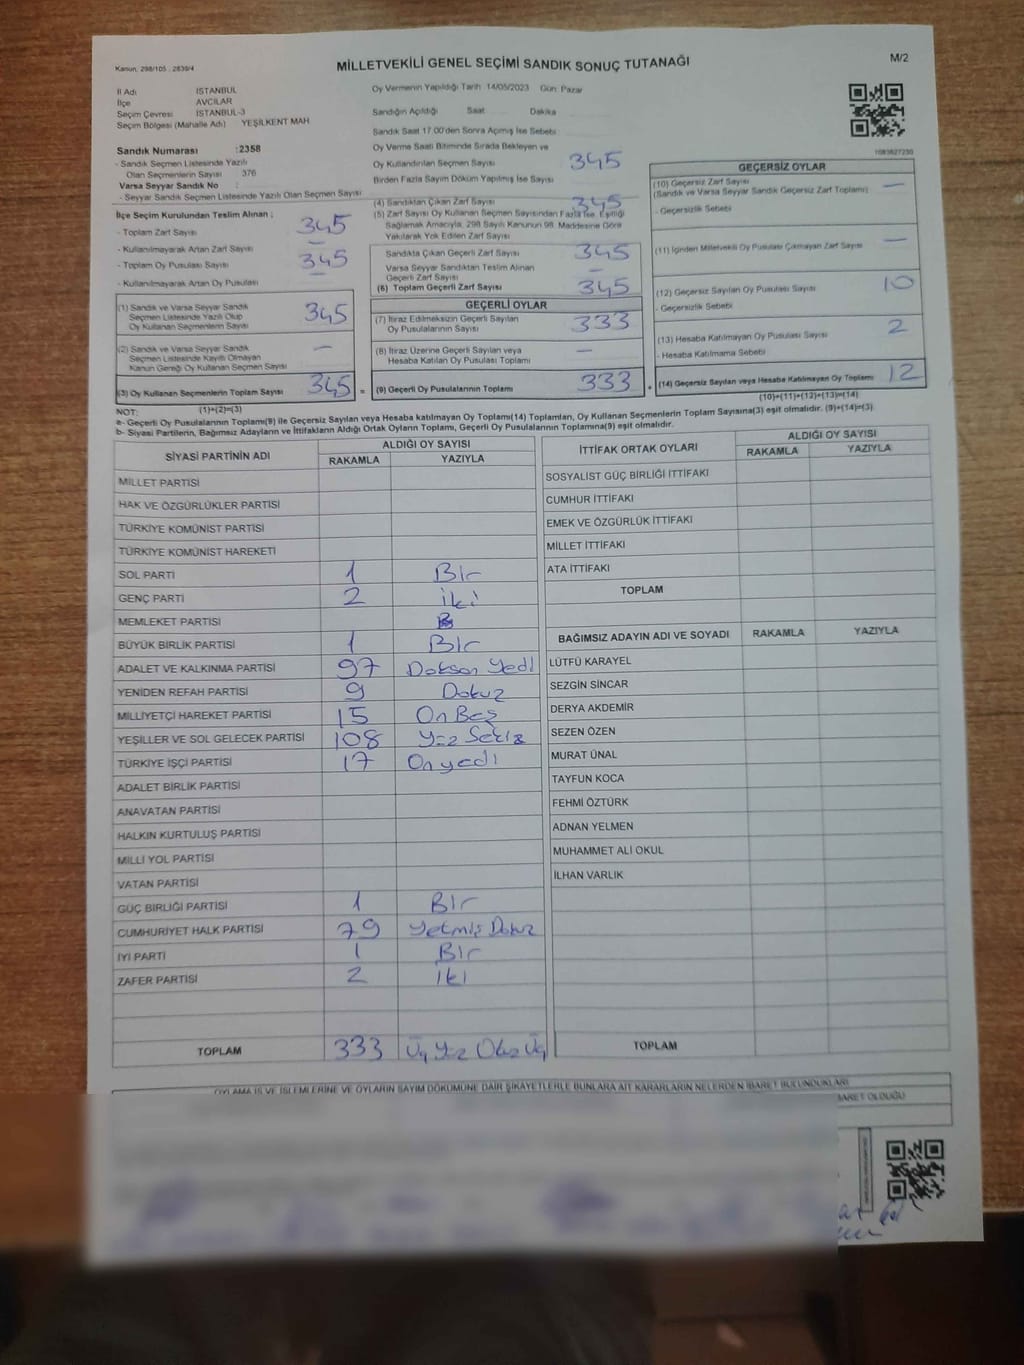 Kanun, 298/105 , 2839/4
MİLLETVEKİLİ GENEL SEÇİMİ SANDIK SONUÇ TUTANAĞI
M/2
İl Adı İSTANBUL
İlçe AVCILAR
Seçim Çevresi İSTANBUL-3
Seçim Bölgesi (Mahalle Adı) YEŞİLKENT MAH
Sandık Numarası :2358
- Sandık Seçmen Listesinde Yazılı
Olan Seçmenlerin Sayısı 376
Varsa Seyyar Sandık No :
- Seyyar Seçmen Listesinde Yazılı Olan Seçmen Sayısı
İlçe Seçim Kurulundan Teslim Alınan ;
- Toplam Zarf Sayısı 345
- Kullanılmayarak Artan Zarf Sayısı —
- Toplam Oy Pusulası Sayısı 345
- Kullanılmayarak Artan Oy Pusulası —
(1) Sandık ve Varsa Seyyar Sandık
Seçmen Listesinde Yazılı Olup
Oy Kullanan Seçmenlerin Sayısı 345
(2) Sandık ve Varsa Seyyar Sandık
Seçmen Listesinde Kayıtlı Olmayan
Kanun Gereği Oy Kullanan Seçmen Sayısı —
(3) Oy Kullanan Seçmenlerin Toplam Sayısı 345 =
(1)+(2)=(3)
Oy Vermenin Yapıldığı Tarih 14/05/2023 Gün: Pazar
Sandığın Açıldığı Saat Dakika
Sandık Saat 17.00'den Sonra Açılmış İse Sebebi
Oy Verme Saati Bitiminde Sırada Bekleyen ve
Oy Kullandırılan Seçmen Sayısı 345
Birden Fazla Sayım Döküm Yapılmış İse Sayısı
(4) Sandıktan Çıkan Zarf Sayısı 345
(5) Zarf Sayısı Oy Kullanan Seçmen Sayısından Fazla ise, Eşitliği
Sağlamak Amacıyla, 298 Sayılı Kanunun 98. Maddesine Göre
Yakılarak Yok Edilen Zarf Sayısı
Sandıkta Çıkan Geçerli Zarf Sayısı 345
Varsa Seyyar Sandıktan Teslim Alınan
Geçerli Zarf Sayısı —
(6) Toplam Geçerli Zarf Sayısı 345
GEÇERLİ OYLAR
(7) İtiraz Edilmeksizin Geçerli Sayılan
Oy Pusulalarının Sayısı 333
(8) İtiraz Üzerine Geçerli Sayılan veya
Hesaba Katılan Oy Pusulası Toplamı —
(9) Geçerli Oy Pusulalarının Toplamı 333 +
1083827230
GEÇERSİZ OYLAR
(10) Geçersiz Zarf Sayısı —
(Sandık ve Varsa Seyyar Sandık Geçersiz Zarf Toplamı)
- Geçersizlik Sebebi
(11) İçinden Milletvekili Oy Pusulası Çıkmayan Zarf Sayısı —
(12) Geçersiz Sayılan Oy Pusulası Sayısı 10
- Geçersizlik Sebebi
(13) Hesaba Katılmayan Oy Pusulası Sayısı 2
- Hesaba Katılmama Sebebi
(14) Geçersiz Sayılan veya Hesaba Katılmayan Oy Toplamı 12
(10)+(11)+(12)+(13)=(14)
NOT:
a- Geçerli Oy Pusulalarının Toplamı(9) ile Geçersiz Sayılan veya Hesaba katılmayan Oy Toplamı(14) Toplamları, Oy Kullanan Seçmenlerin Toplam Sayısına(3) eşit olmalıdır. (9)+(14)=(3)
b- Siyasi Partilerin, Bağımsız Adayların ve İttifakların Aldığı Ortak Oyların Toplamı, Geçerli Oy Pusulalarının Toplamına(9) eşit olmalıdır.
SİYASİ PARTİNİN ADI ALDIĞI OY SAYISI
RAKAMLA YAZIYLA
MİLLET PARTİSİ
HAK VE ÖZGÜRLÜKLER PARTİSİ
TÜRKİYE KOMÜNİST PARTİSİ
TÜRKİYE KOMÜNİST HAREKETİ
SOL PARTİ 1 Bir
GENÇ PARTİ 2 iki
MEMLEKET PARTİSİ
BÜYÜK BİRLİK PARTİSİ 1 Bir
ADALET VE KALKINMA PARTİSİ 97 Doksan Yedi
YENİDEN REFAH PARTİSİ 9 Dokuz
MİLLİYETÇİ HAREKET PARTİSİ 15 On Beş
YEŞİLLER VE SOL GELECEK PARTİSİ 108 Yüz Sekiz
TÜRKİYE İŞÇİ PARTİSİ 17 Onyedi
ADALET BİRLİK PARTİSİ
ANAVATAN PARTİSİ
HALKIN KURTULUŞ PARTİSİ
MİLLİ YOL PARTİSİ
VATAN PARTİSİ
GÜÇ BİRLİĞİ PARTİSİ 1 Bir
CUMHURİYET HALK PARTİSİ 79 Yetmiş Dokuz
İYİ PARTİ 1 Bir
ZAFER PARTİSİ 2 İki
TOPLAM 333 Üç Yüz Otuz Üç
İTTİFAK ORTAK OYLARI ALDIĞI OY SAYISI
RAKAMLA YAZIYLA
SOSYALİST GÜÇ BİRLİĞİ İTTİFAKI
CUMHUR İTTİFAKI
EMEK VE ÖZGÜRLÜK İTTİFAKI
MİLLET İTTİFAKI
ATA İTTİFAKI
TOPLAM
BAĞIMSIZ ADAYIN ADI VE SOYADI RAKAMLA YAZIYLA
LÜTFÜ KARAYEL
SEZGİN SİNCAR
DERYA AKDEMİR
SEZEN ÖZEN
MURAT ÜNAL
TAYFUN KOCA
FEHMİ ÖZTÜRK
ADNAN YELMEN
MUHAMMET ALİ OKUL
İLHAN VARLIK
TOPLAM
OYLAMA İŞ VE İŞLEMLERİNE VE OYLARIN SAYIM DÖKÜMÜNE DAİR ŞİKAYETLERLE BUNLARA AİT KARARLARIN NELERDEN İBARET BULUNDUKLARI
BARET OLDUĞU